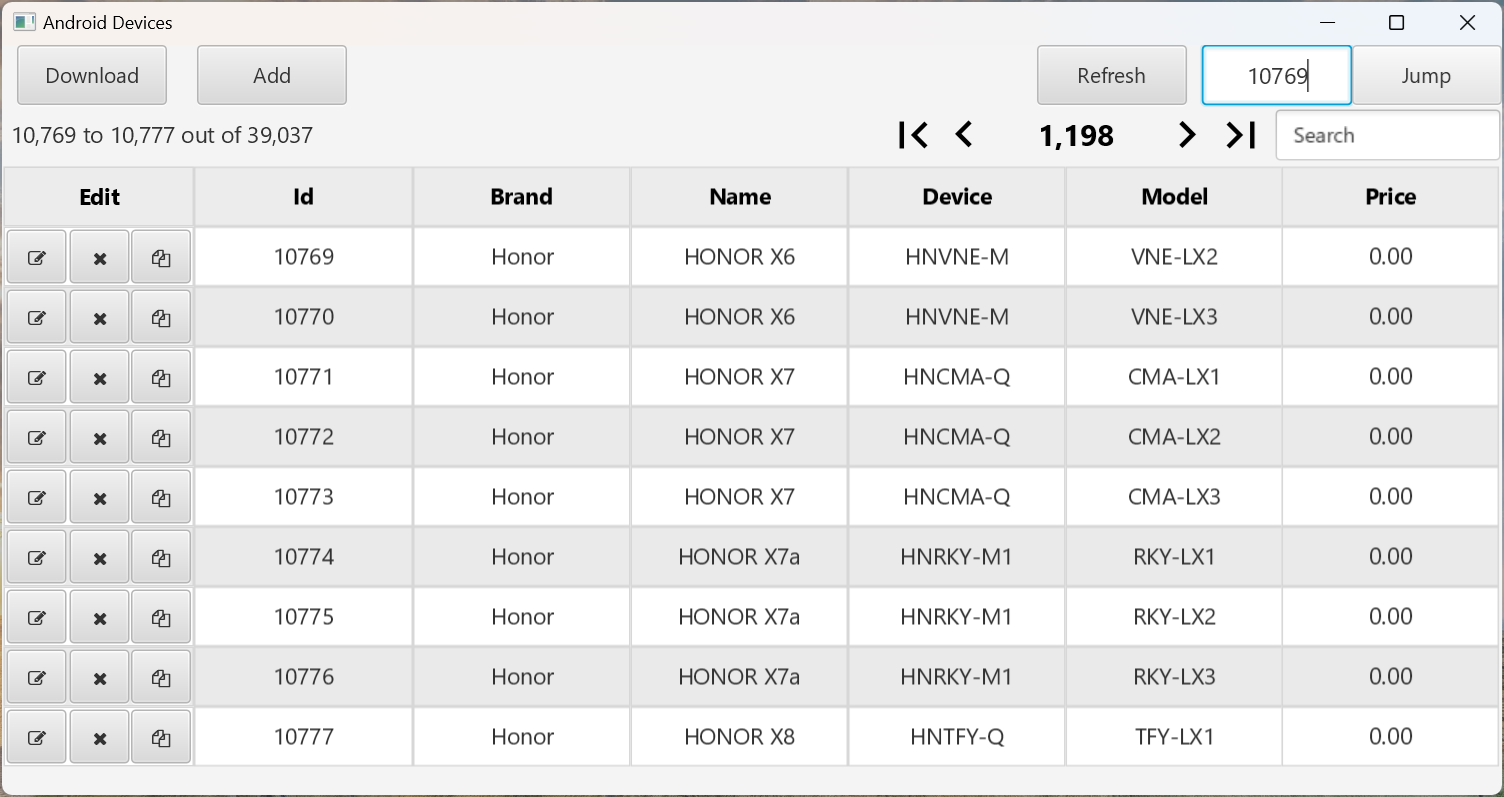 Android Devices
Download Add Refresh 10769 Jump
10,769 to 10,777 out of 39,037 1,198 Search
Edit Id Brand Name Device Model Price
10769 Honor HONOR X6 HNVNE-M VNE-LX2 0.00
10770 Honor HONOR X6 HNVNE-M VNE-LX3 0.00
10771 Honor HONOR X7 HNCMA-Q CMA-LX1 0.00
10772 Honor HONOR X7 HNCMA-Q CMA-LX2 0.00
10773 Honor HONOR X7 HNCMA-Q CMA-LX3 0.00
10774 Honor HONOR X7a HNRKY-M1 RKY-LX1 0.00
10775 Honor HONOR X7a HNRKY-M1 RKY-LX2 0.00
10776 Honor HONOR X7a HNRKY-M1 RKY-LX3 0.00
10777 Honor HONOR X8 HNTFY-Q TFY-LX1 0.00